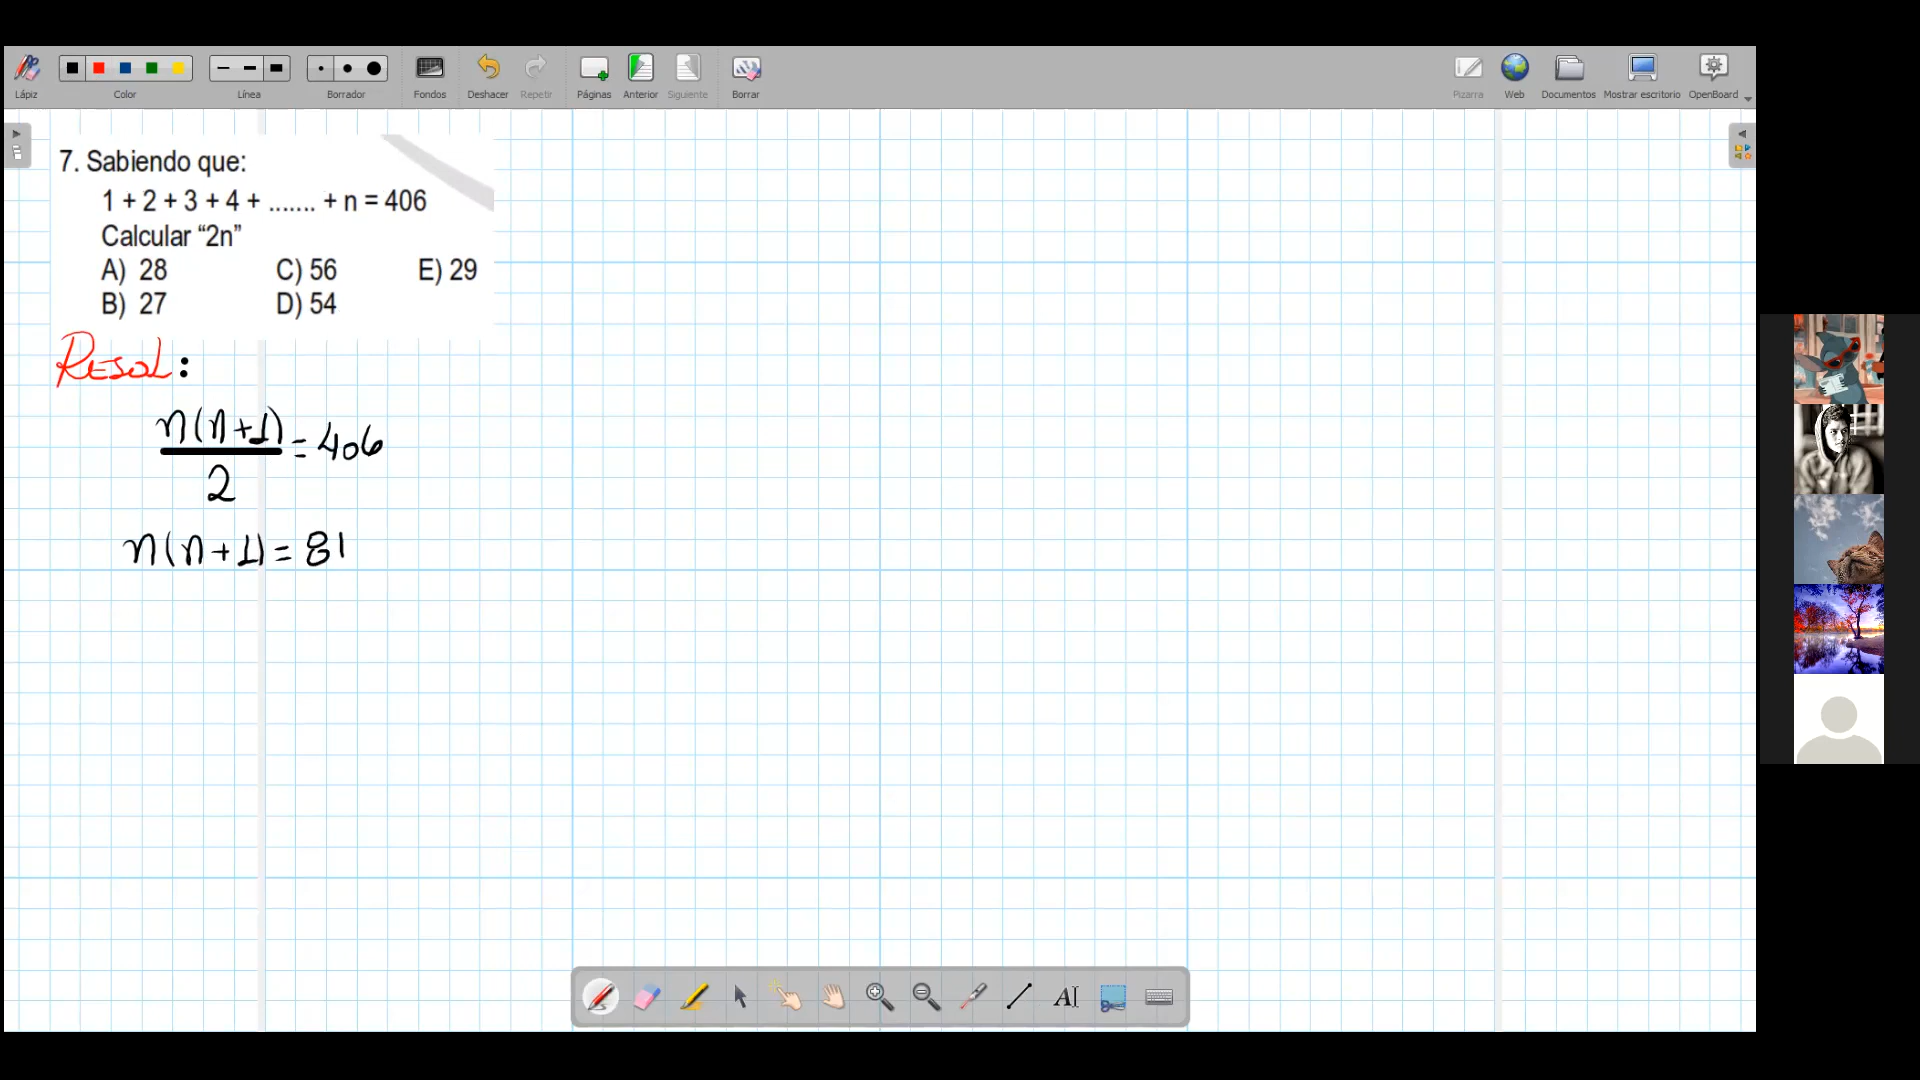 Lápiz
Color
Línea
Borrador
Fondos
Deshacer
Repetir
Páginas
Anterior
Siguiente
Borrar
Pizarra
Web
Documentos
Mostrar escritorio
OpenBoard
7. Sabiendo que:
1 + 2 + 3 + 4 + ....... + n = 406
Calcular “2n”
A) 28 C) 56 E) 29
B) 27 D) 54
RESOL:
n(n+1)
= 406
2
n(n+1) = 81